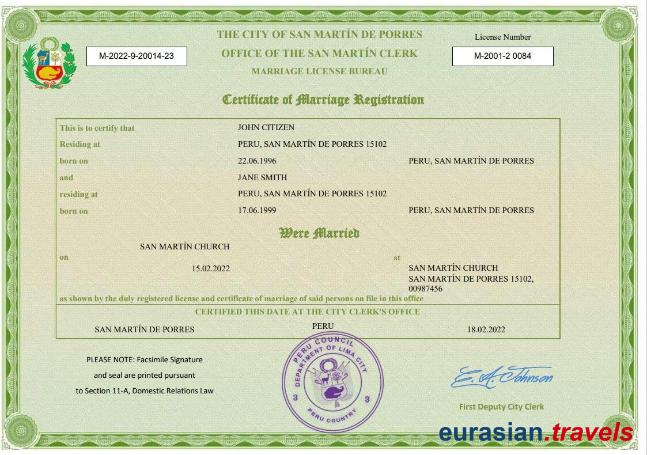 THE CITY OF SAN MARTÍN DE PORRES
License Number
M-2022-9-20014-23
OFFICE OF THE SAN MARTÍN CLERK
M-2001-2 0084
MARRIAGE LICENSE BUREAU
Certificate of Marriage Registration
This is to certify that JOHN CITIZEN
Residing at PERU, SAN MARTÍN DE PORRES 15102
born on 22.06.1996 PERU, SAN MARTÍN DE PORRES
and JANE SMITH
residing at PERU, SAN MARTÍN DE PORRES 15102
born on 17.06.1999 PERU, SAN MARTÍN DE PORRES
Were Married
SAN MARTÍN CHURCH
on at
15.02.2022 SAN MARTÍN CHURCH
SAN MARTÍN DE PORRES 15102,
00987456
as shown by the duly registered license and certificate of marriage of said persons on file in this office
CERTIFIED THIS DATE AT THE CITY CLERK'S OFFICE
SAN MARTÍN DE PORRES PERU 18.02.2022
PLEASE NOTE: Facsimile Signature
and seal are printed pursuant
to Section 11-A, Domestic Relations Law
PERU COUNCIL
DEPARTMENT OF LIMA CITY
3 3
PERU COUNTRY
E. A. Johnson
First Deputy City Clerk
eurasian.travels